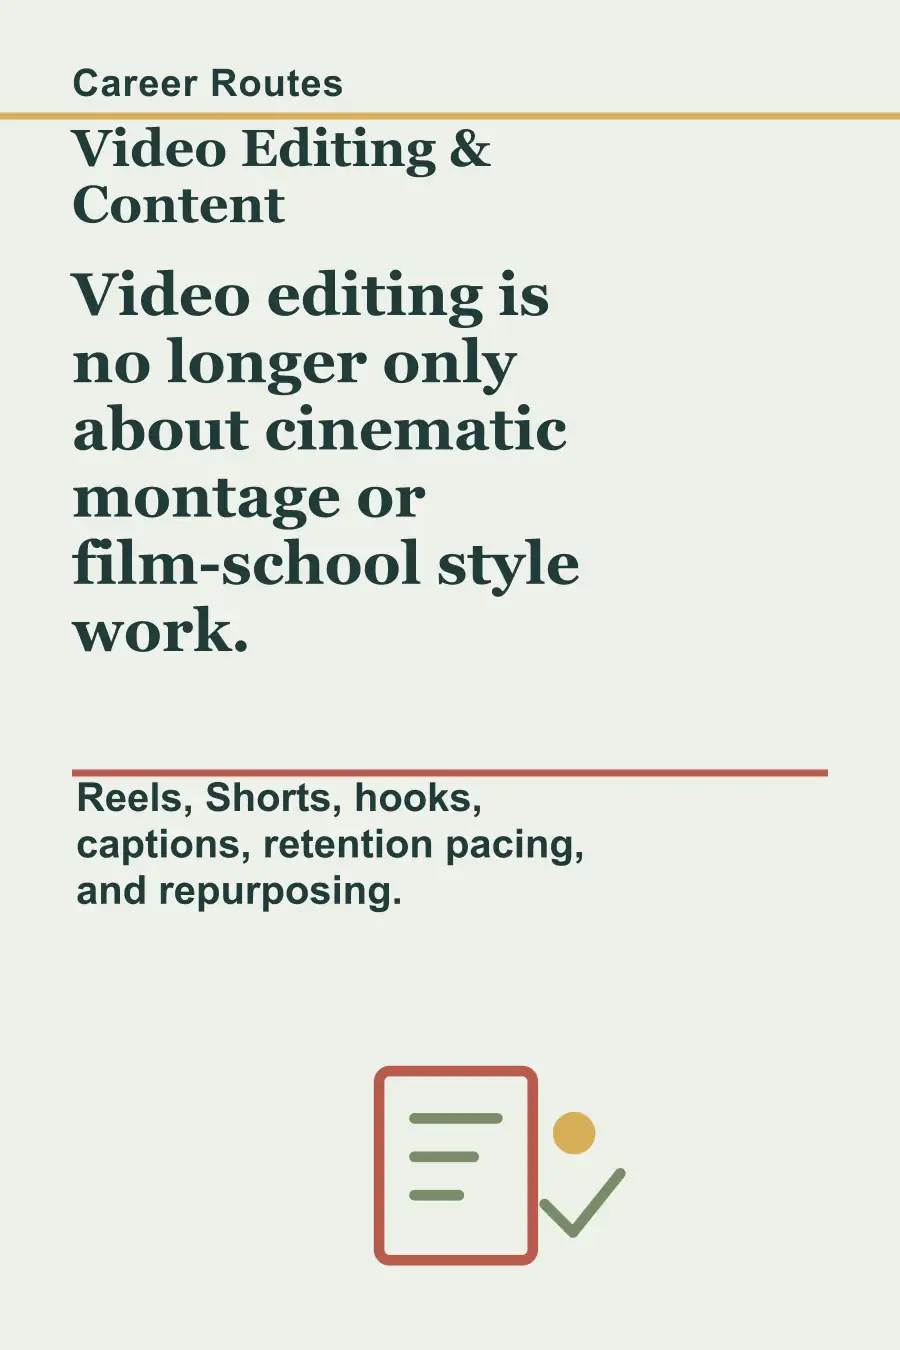 Career Routes
Video Editing &
Content
Video editing is
no longer only
about cinematic
montage or
film-school style
work.
Reels, Shorts, hooks,
captions, retention pacing,
and repurposing.